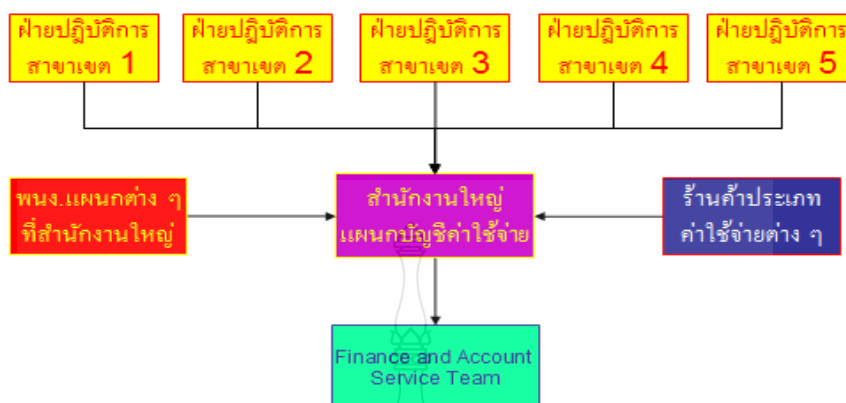 ฝ่ายปฏิบัติการ
สาขาเขต 1
ฝ่ายปฏิบัติการ
สาขาเขต 2
ฝ่ายปฏิบัติการ
สาขาเขต 3
ฝ่ายปฏิบัติการ
สาขาเขต 4
ฝ่ายปฏิบัติการ
สาขาเขต 5
พนง.แผนกต่าง ๆ
ที่สำนักงานใหญ่
สำนักงานใหญ่
แผนกบัญชีค่าใช้จ่าย
ร้านค้าประเภท
ค่าใช้จ่ายต่าง ๆ
Finance and Account
Service Team